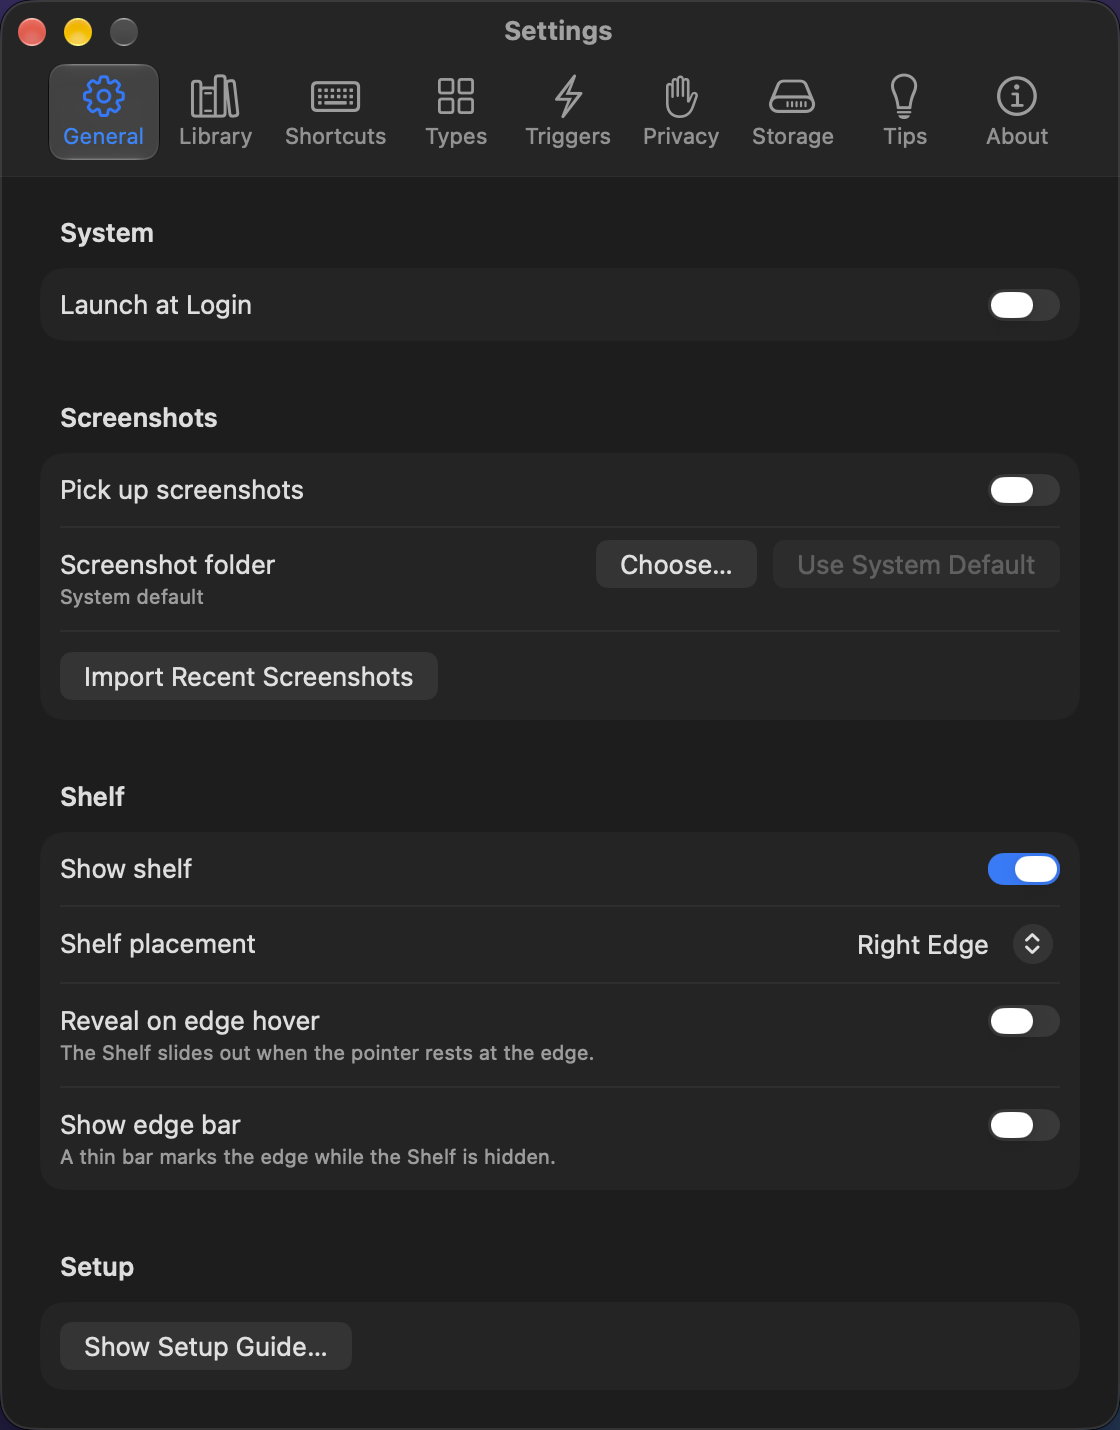 Settings
General
Library
Shortcuts
Types
Triggers
Privacy
Storage
Tips
About
System
Launch at Login
Screenshots
Pick up screenshots
Screenshot folder
Choose...
Use System Default
System default
Import Recent Screenshots
Shelf
Show shelf
Shelf placement
Right Edge
Reveal on edge hover
The Shelf slides out when the pointer rests at the edge.
Show edge bar
A thin bar marks the edge while the Shelf is hidden.
Setup
Show Setup Guide...